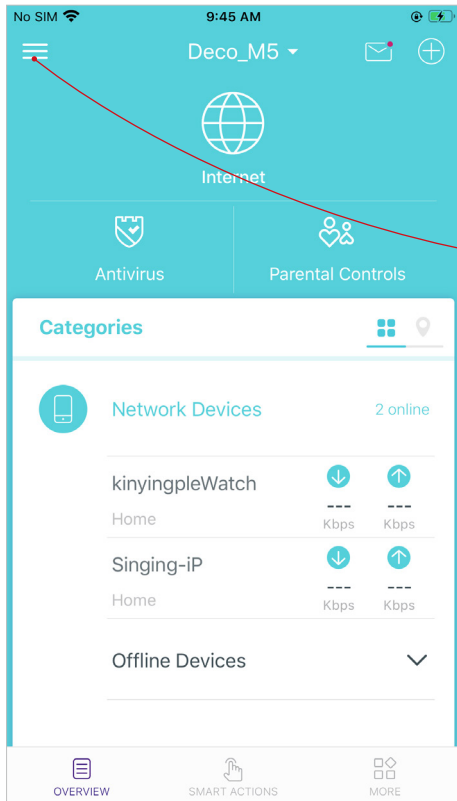 No SIM 9:45 AM
Deco_M5
Internet
Antivirus Parental Controls
Categories
Network Devices 2 online
kinyingpleWatch
Home --- Kbps --- Kbps
Singing-iP
Home --- Kbps --- Kbps
Offline Devices
OVERVIEW SMART ACTIONS MORE